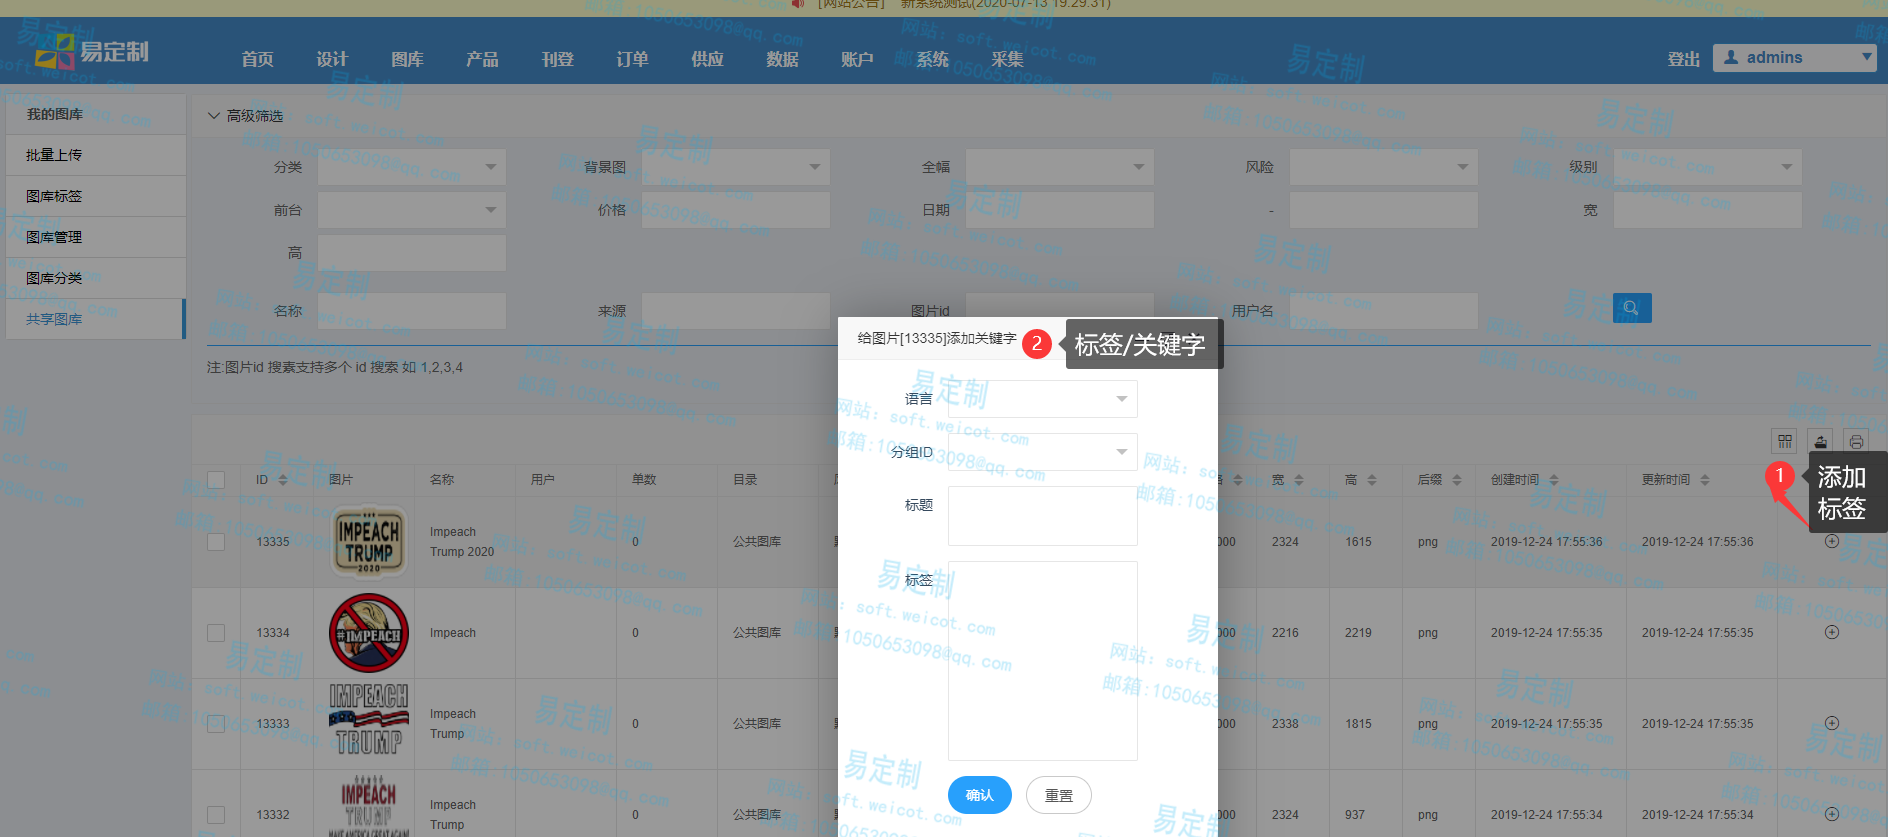 [网站公告] 新系统测试(2020-07-13 19:29:31)
易定制
首页 设计 图库 产品 刊登 订单 供应 数据 账户 系统 采集
登出 admins
我的图库
批量上传
图库标签
图库管理
图库分类
共享图库
高级筛选
分类 背景图 全幅 风险 级别
前台 价格 日期 - 宽
高
名称 来源 图片id 用户名
注:图片id 搜素支持多个 id 搜索 如 1,2,3,4
给图片[13335]添加关键字
2 标签/关键字
语言
分组ID
标题
标签
确认 重置
1 添加
标签
ID 图片 名称 用户 单数 目录 宽 高 后缀 创建时间 更新时间
13335 IMPEACH TRUMP 2020 Impeach Trump 2020 0 公共图库 000 2324 1615 png 2019-12-24 17:55:36 2019-12-24 17:55:36
13334 #IMPEACH Impeach 0 公共图库 000 2216 2219 png 2019-12-24 17:55:35 2019-12-24 17:55:35
13333 IMPEACH TRUMP Impeach Trump 0 公共图库 000 2338 1815 png 2019-12-24 17:55:35 2019-12-24 17:55:35
13332 IMPEACH TRUMP MAKE AMERICA GREAT AGAIN! Impeach Trump 0 公共图库 000 2324 937 png 2019-12-24 17:55:34 2019-12-24 17:55:34
易定制
网站: soft.weicot.com
邮箱:1050653098@qq.com